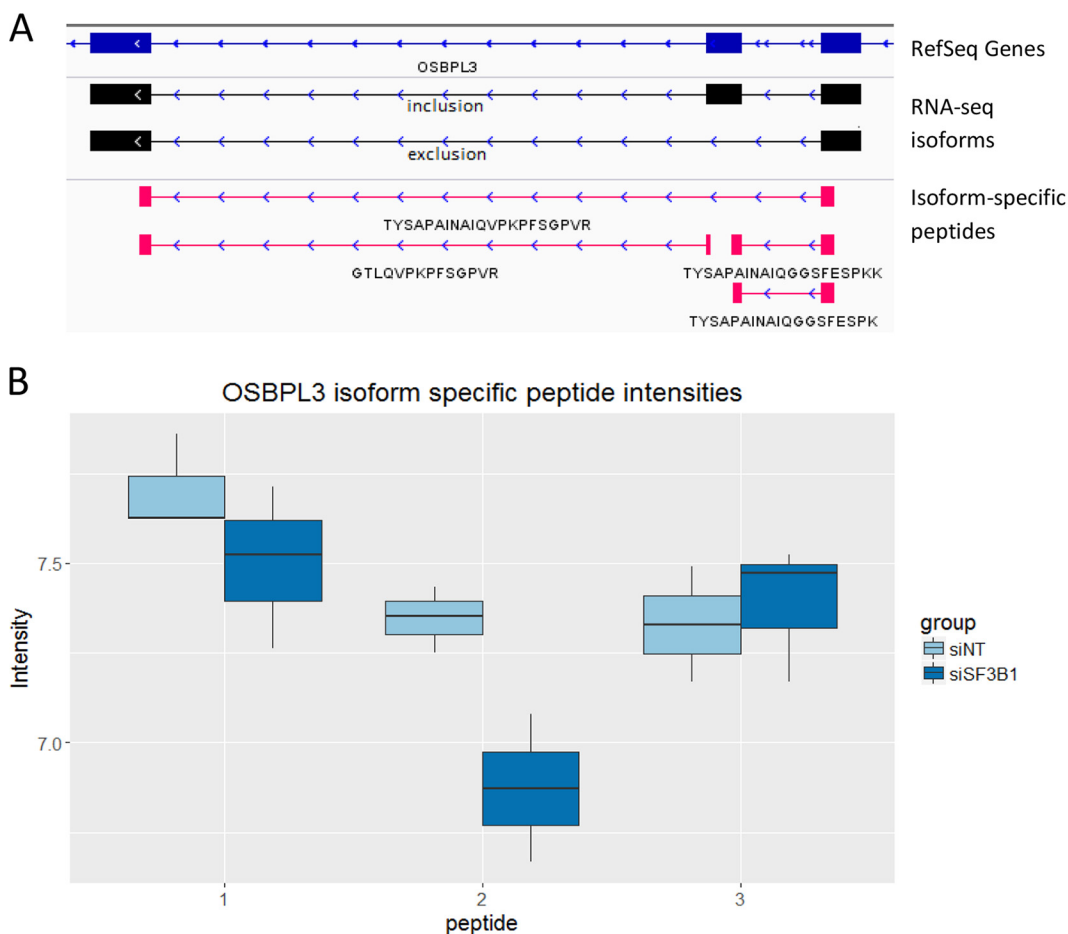 A
RefSeq Genes
OSBPL3
inclusion
RNA-seq
isoforms
exclusion
Isoform-specific
peptides
TYSAPAINAIQVPKPFSGPVR
GTLQVPKPFSGPVR
TYSAPAINAIQGGSFESPKK
TYSAPAINAIQGGSFESPK
B
OSBPL3 isoform specific peptide intensities
Intensity
7.5
7.0
1
2
3
peptide
group
siNT
siSF3B1